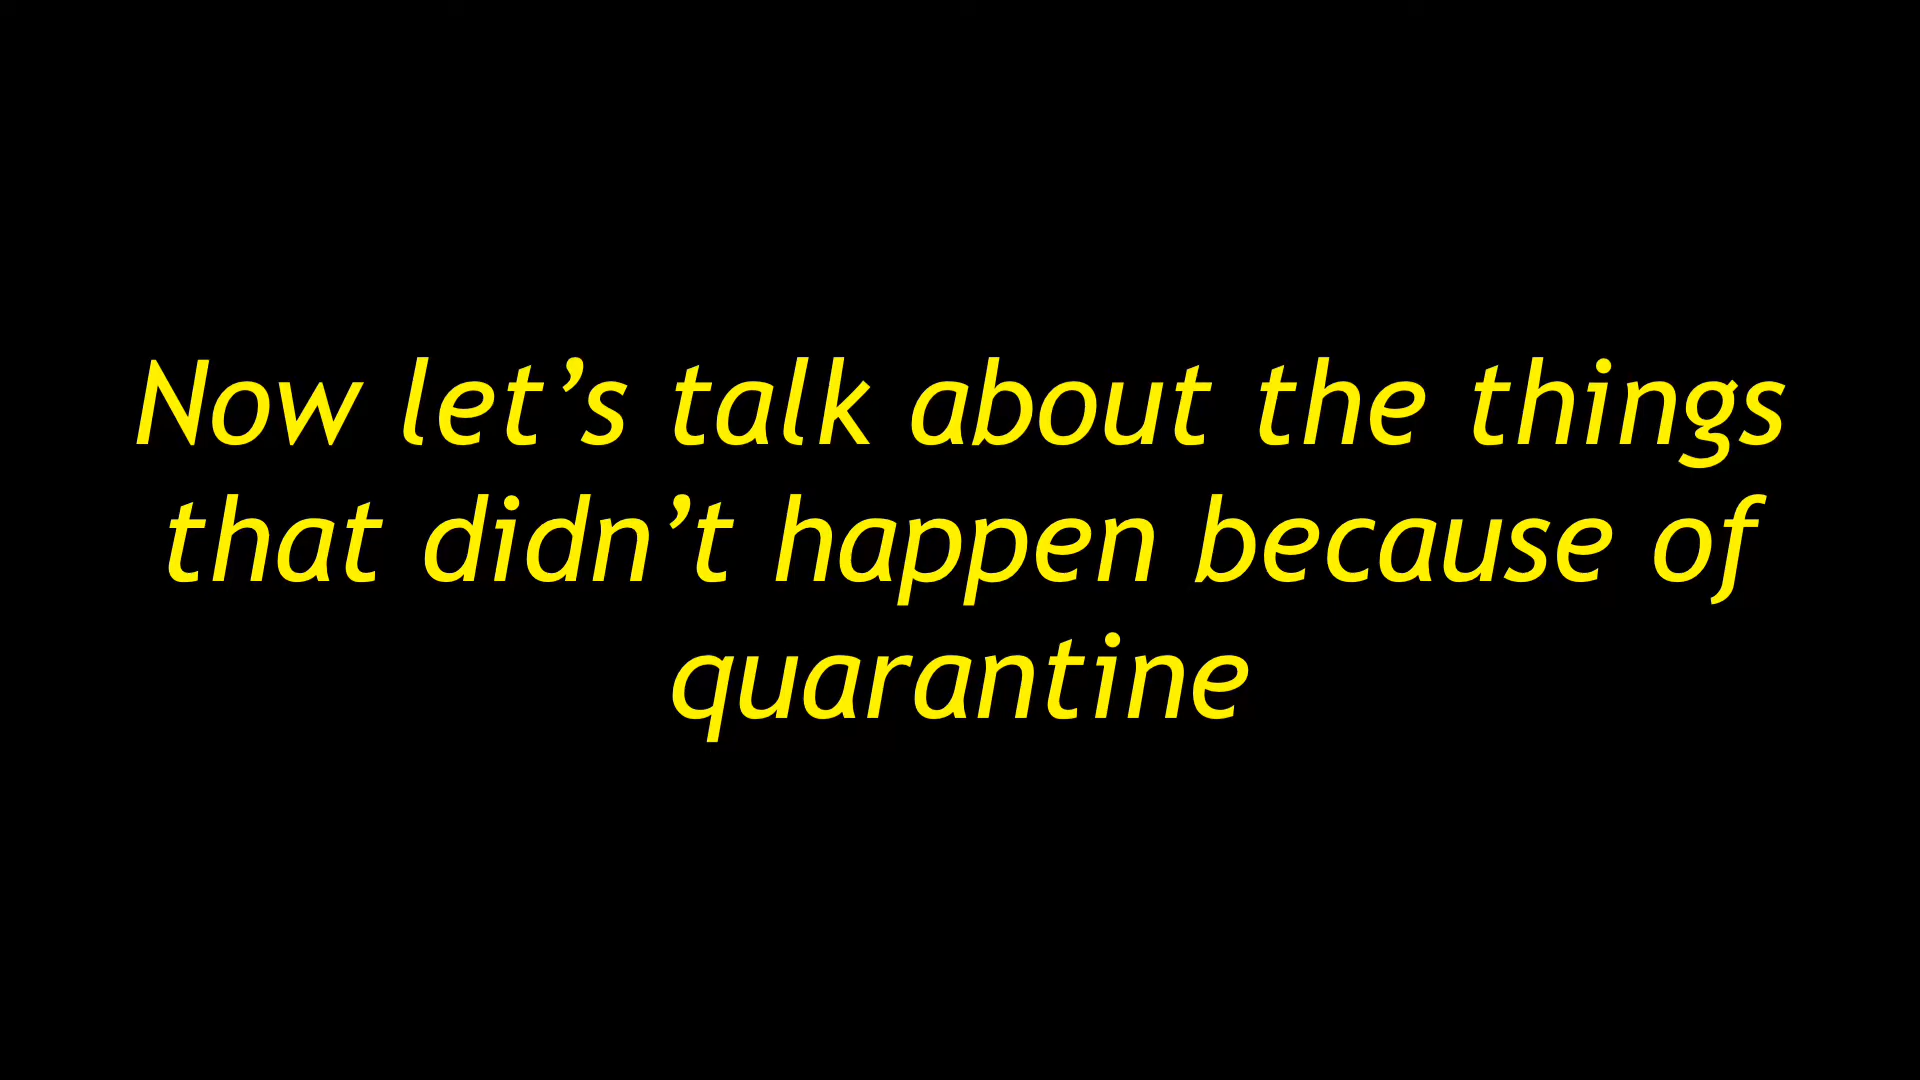 Now let’s talk about the things
that didn’t happen because of
quarantine